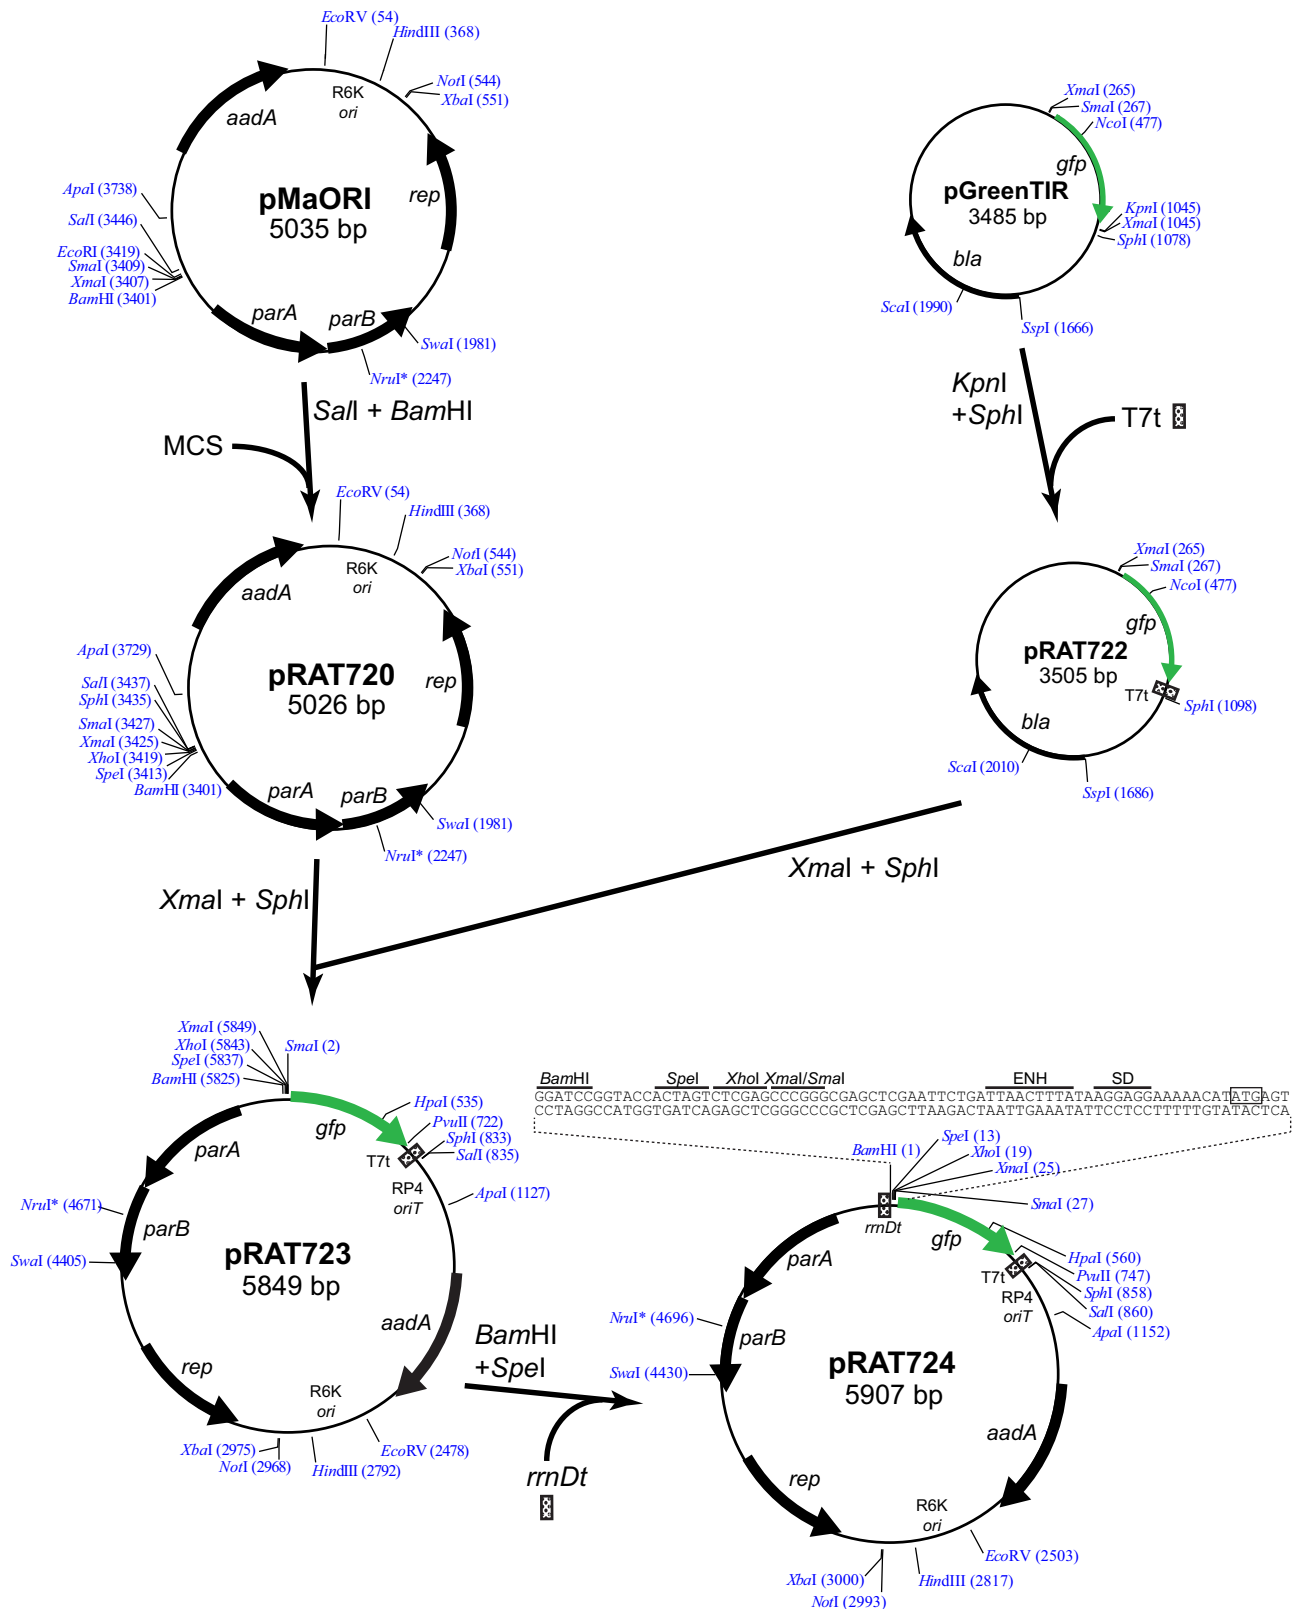 EcoRV (54)
HindIII (368)
NotI (544)
XbaI (551)
R6K
ori
aadA
rep
ApaI (3738)
SalI (3446)
EcoRI (3419)
SmaI (3409)
XmaI (3407)
BamHI (3401)
pMaORI
5035 bp
parA
parB
SwaI (1981)
NruI* (2247)
XmaI (265)
SmaI (267)
NcoI (477)
gfp
pGreenTIR
3485 bp
KpnI (1045)
XmaI (1045)
SphI (1078)
bla
ScaI (1990)
SspI (1666)
SalI + BamHI
MCS
KpnI
+SphI
T7t
EcoRV (54)
HindIII (368)
NotI (544)
XbaI (551)
R6K
ori
aadA
rep
ApaI (3729)
SalI (3437)
SphI (3435)
SmaI (3427)
XmaI (3425)
XhoI (3419)
SpeI (3413)
BamHI (3401)
pRAT720
5026 bp
parA
parB
SwaI (1981)
NruI* (2247)
XmaI (265)
SmaI (267)
NcoI (477)
gfp
pRAT722
3505 bp
T7t
SphI (1098)
bla
ScaI (2010)
SspI (1686)
XmaI + SphI
XmaI + SphI
XmaI (5849)
XhoI (5843)
SpeI (5837)
BamHI (5825)
SmaI (2)
HpaI (535)
PvuII (722)
SphI (833)
SalI (835)
gfp
T7t
RP4
oriT
ApaI (1127)
parA
NruI* (4671)
parB
SwaI (4405)
pRAT723
5849 bp
aadA
rep
R6K
ori
XbaI (2975)
NotI (2968)
HindIII (2792)
EcoRV (2478)
BamHI
+SpeI
rrnDt
BamHI SpeI XhoI XmaI/SmaI ENH SD
GGATCCGGTACCACTAGTCTCGAGCCCGGGCGAGCTCGAATTCTGATTAACTTTATAAGGAGGAAAAACATATGAGT
CCTAGGCCATGGTGATCAGAGCTCGGGCCCGCTCGAGCTTAAGACTAATTGAAATATTCCTCCTTTTTGTATACTCA
BamHI (1)
SpeI (13)
XhoI (19)
XmaI (25)
SmaI (27)
rrnDt
gfp
HpaI (560)
PvuII (747)
SphI (858)
SalI (860)
ApaI (1152)
T7t
RP4
oriT
parA
NruI* (4696)
parB
SwaI (4430)
pRAT724
5907 bp
aadA
rep
R6K
ori
EcoRV (2503)
HindIII (2817)
XbaI (3000)
NotI (2993)